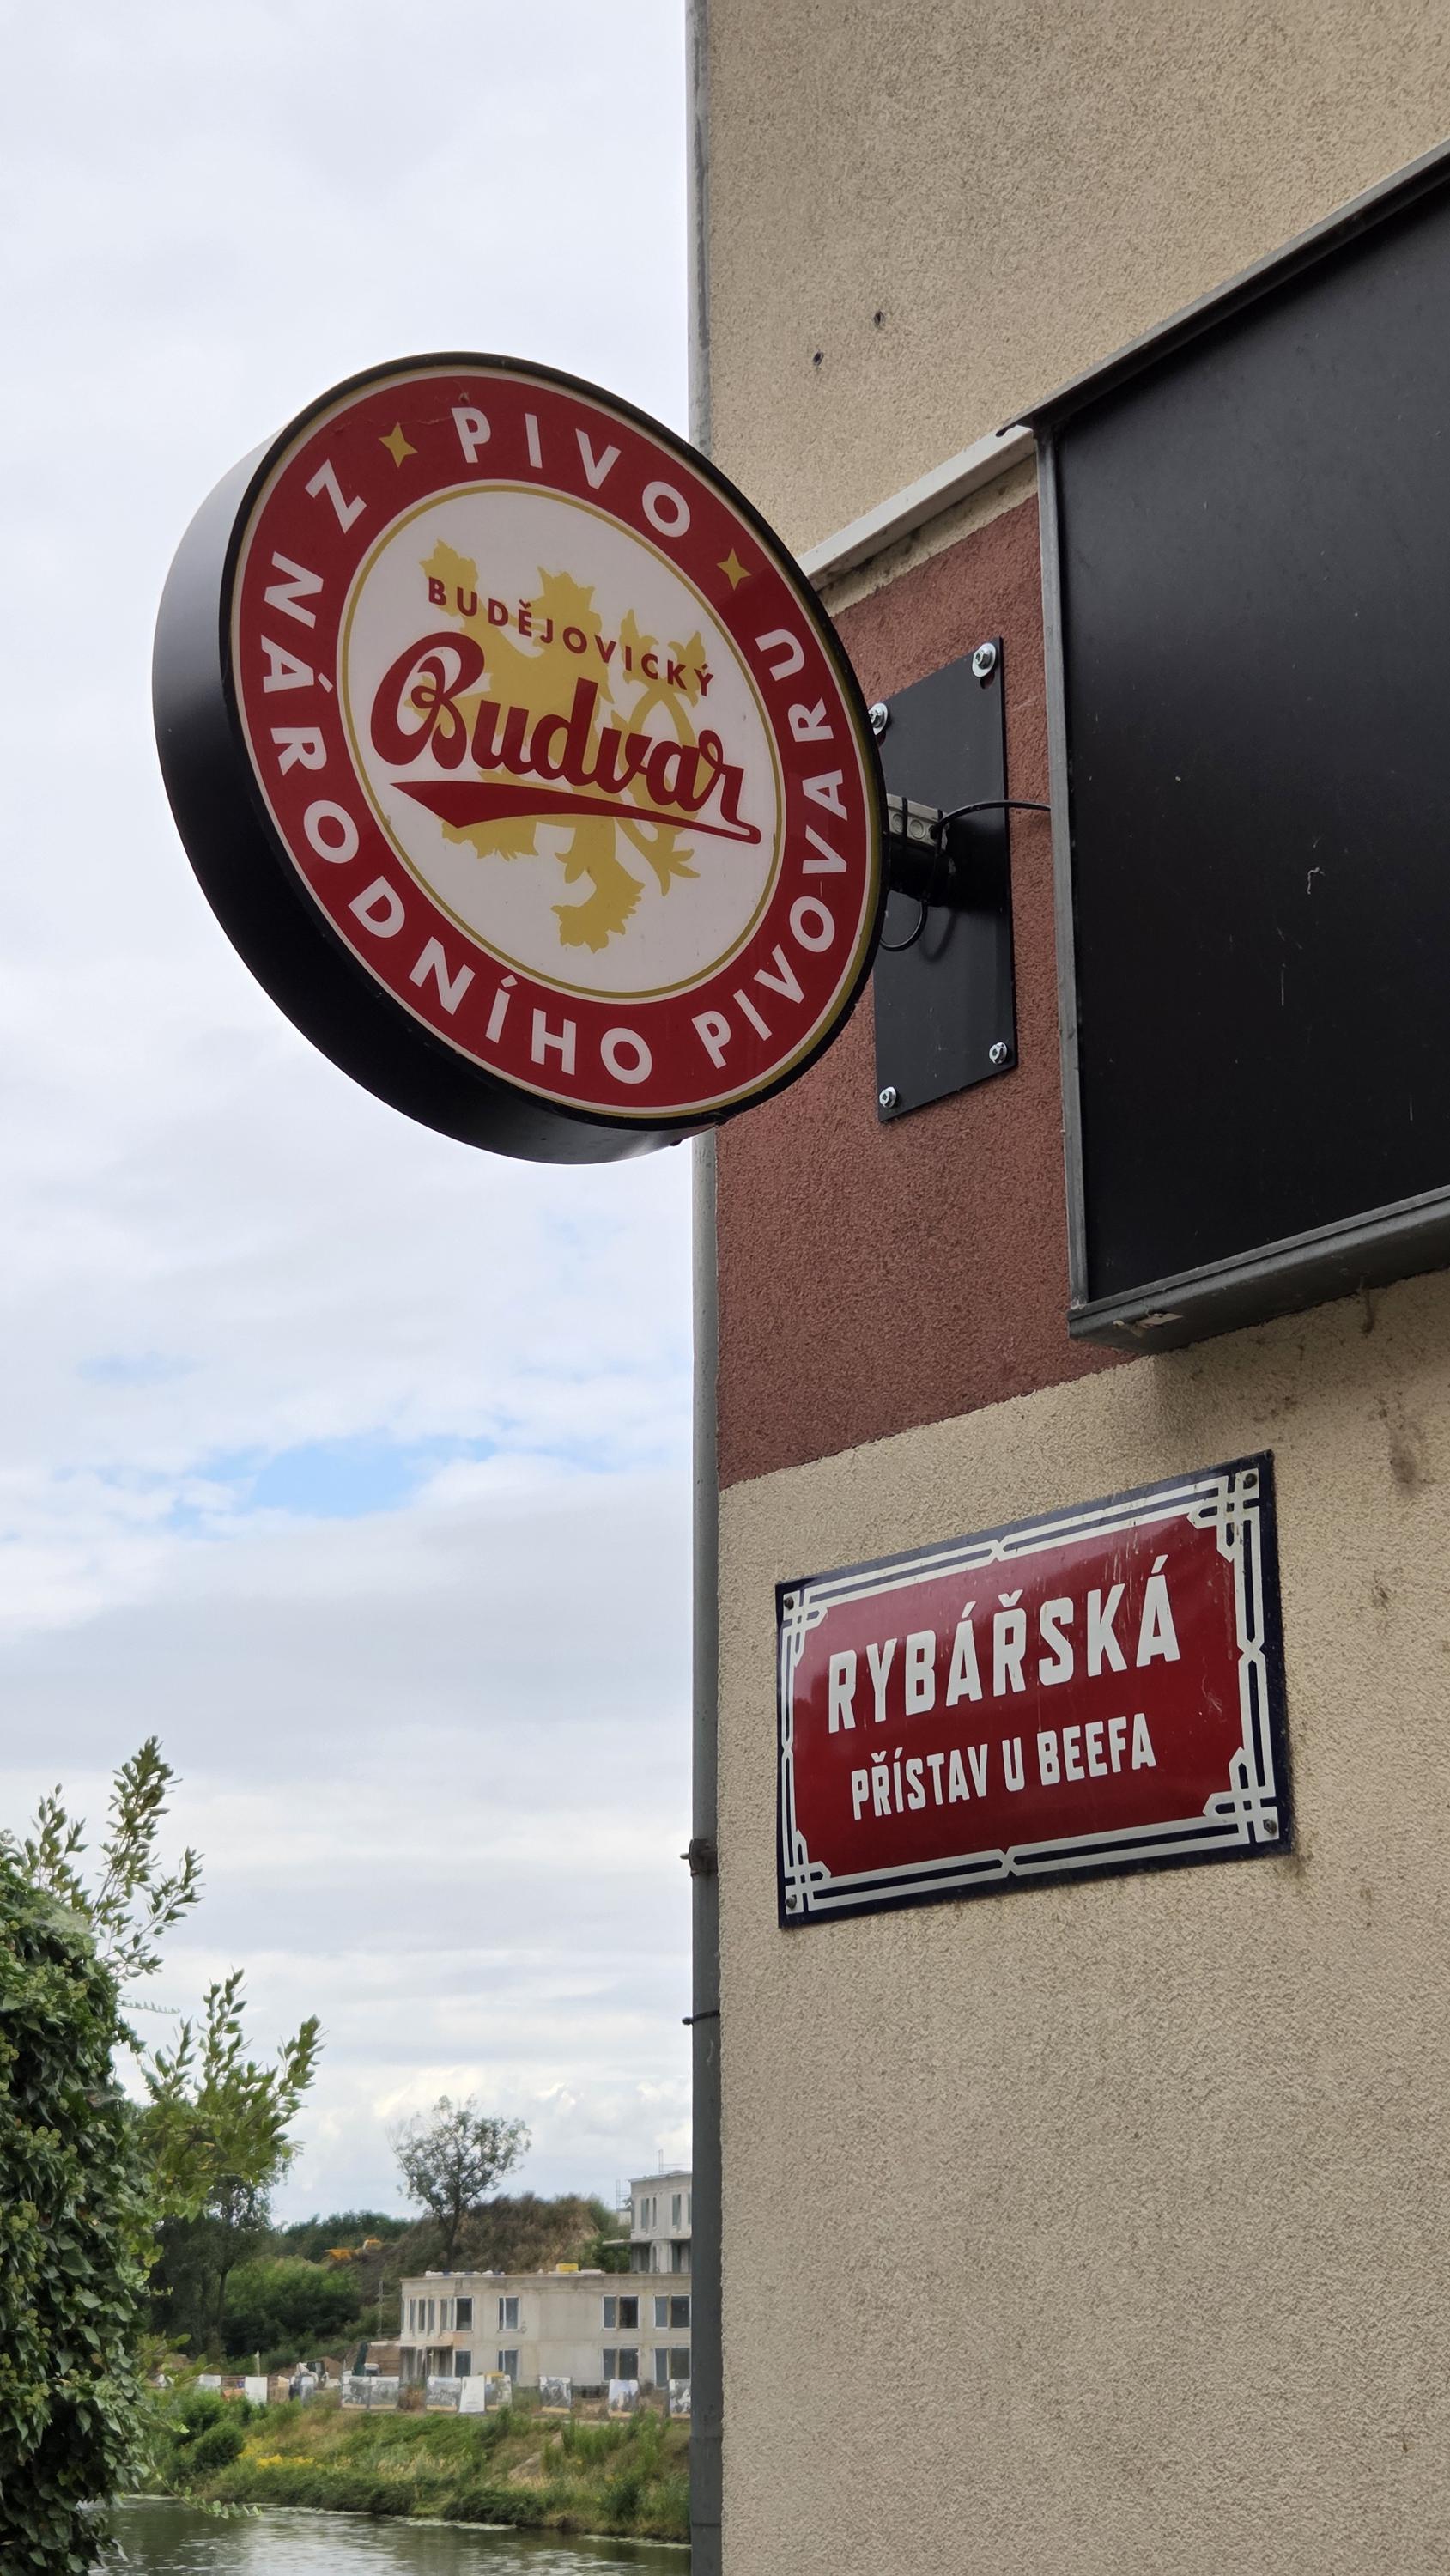 PIVO
Z NÁRODNÍHO PIVOVARU
BUDĚJOVICKÝ
Budvar
RYBÁŘSKÁ
PŘÍSTAV U BEEFA